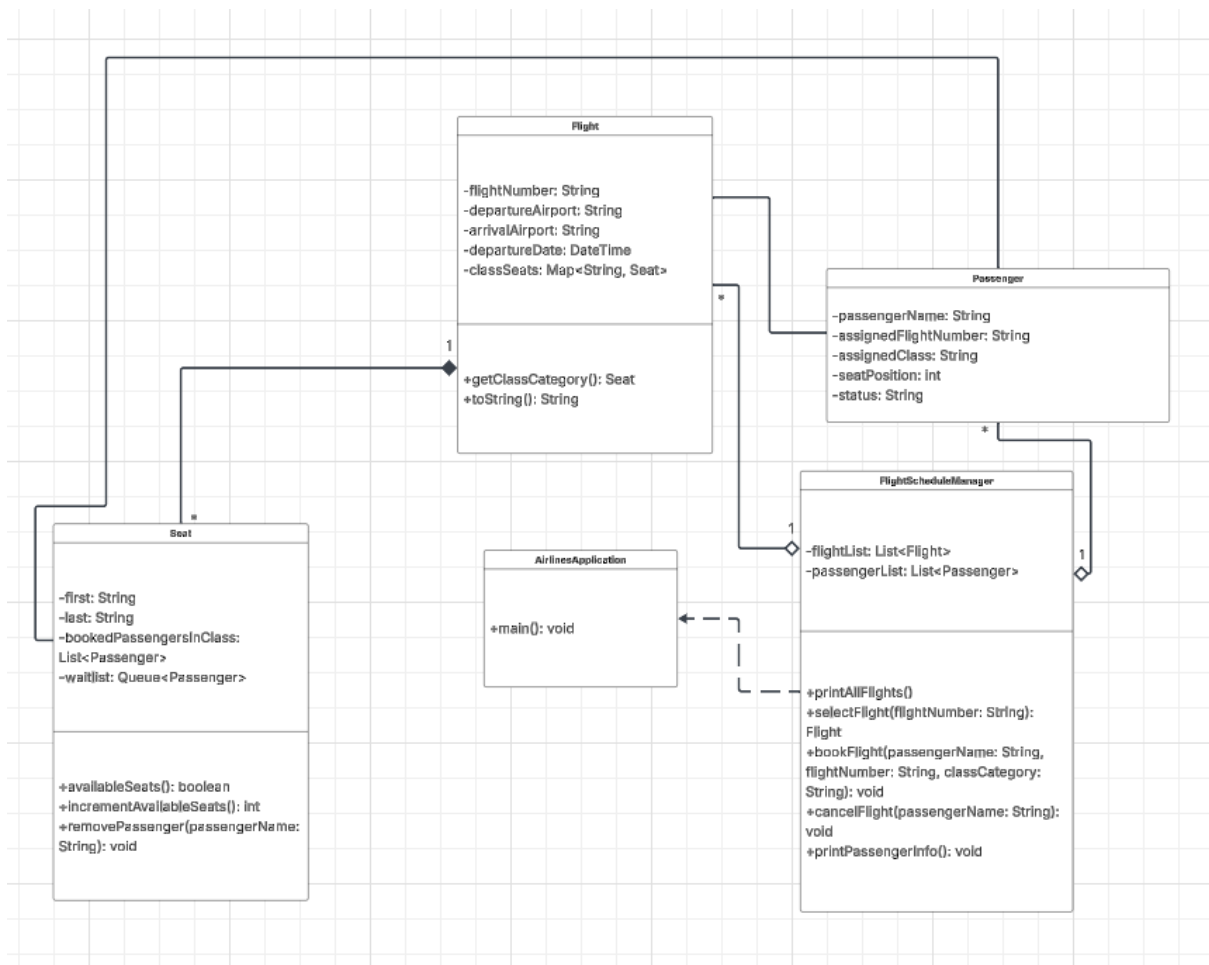 Flight
-flightNumber: String
-departureAirport: String
-arrivalAirport: String
-departureDate: DateTime
-classSeats: Map<String, Seat>
1
+getClassCategory(): Seat
+toString(): String
*
Passenger
-passengerName: String
-assignedFlightNumber: String
-assignedClass: String
-seatPosition: int
-status: String
*
Seat
*
-first: String
-last: String
-bookedPassengersInClass:
List<Passenger>
-waitlist: Queue<Passenger>
+availableSeats(): boolean
+incrementAvailableSeats(): int
+removePassenger(passengerName:
String): void
AirlinesApplication
+main(): void
FlightScheduleManager
1
-flightList: List<Flight>
-passengerList: List<Passenger>
1
+printAllFlights()
+selectFlight(flightNumber: String):
Flight
+bookFlight(passengerName: String,
flightNumber: String, classCategory:
String): void
+cancelFlight(passengerName: String):
void
+printPassengerInfo(): void